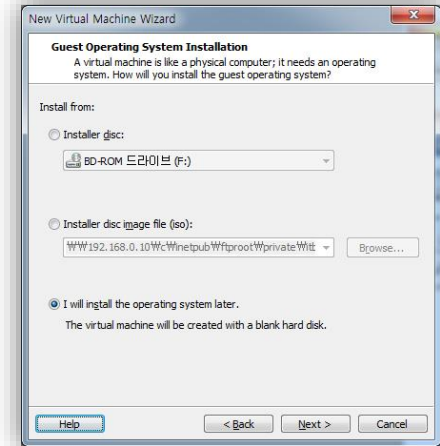 New Virtual Machine Wizard
Guest Operating System Installation
A virtual machine is like a physical computer; it needs an operating
system. How will you install the guest operating system?
Install from:
Installer disc:
BD-ROM 드라이브 (F:)
Installer disc image file (iso):
₩₩192.168.0.10₩c₩inetpub₩ftproot₩private₩itb
Browse...
I will install the operating system later.
The virtual machine will be created with a blank hard disk.
Help
< Back
Next >
Cancel